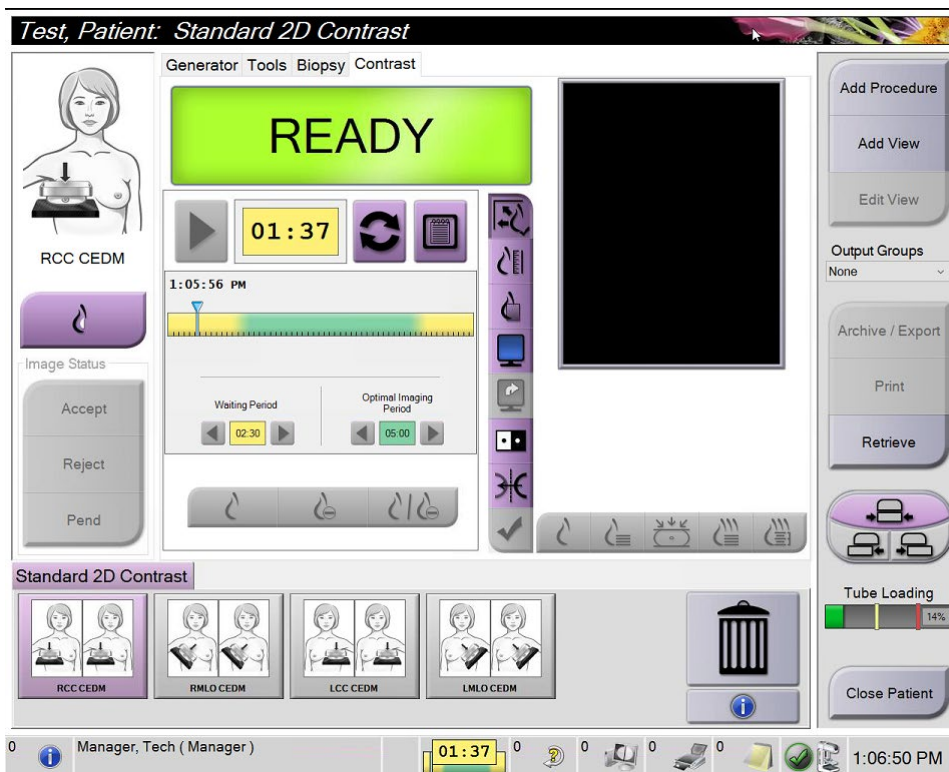 Test, Patient: Standard 2D Contrast
Generator Tools Biopsy Contrast
READY
01:37
1:05:56 PM
Waiting Period
Optimal Imaging
Period
02:30
05:00
RCC CEDM
Image Status
Accept
Reject
Pend
Add Procedure
Add View
Edit View
Output Groups
None
Archive / Export
Print
Retrieve
Tube Loading
14%
Close Patient
Standard 2D Contrast
RCC CEDM
RMLO CEDM
LCC CEDM
LMLO CEDM
0 Manager, Tech ( Manager ) 01:37 0 0 0 0 1:06:50 PM